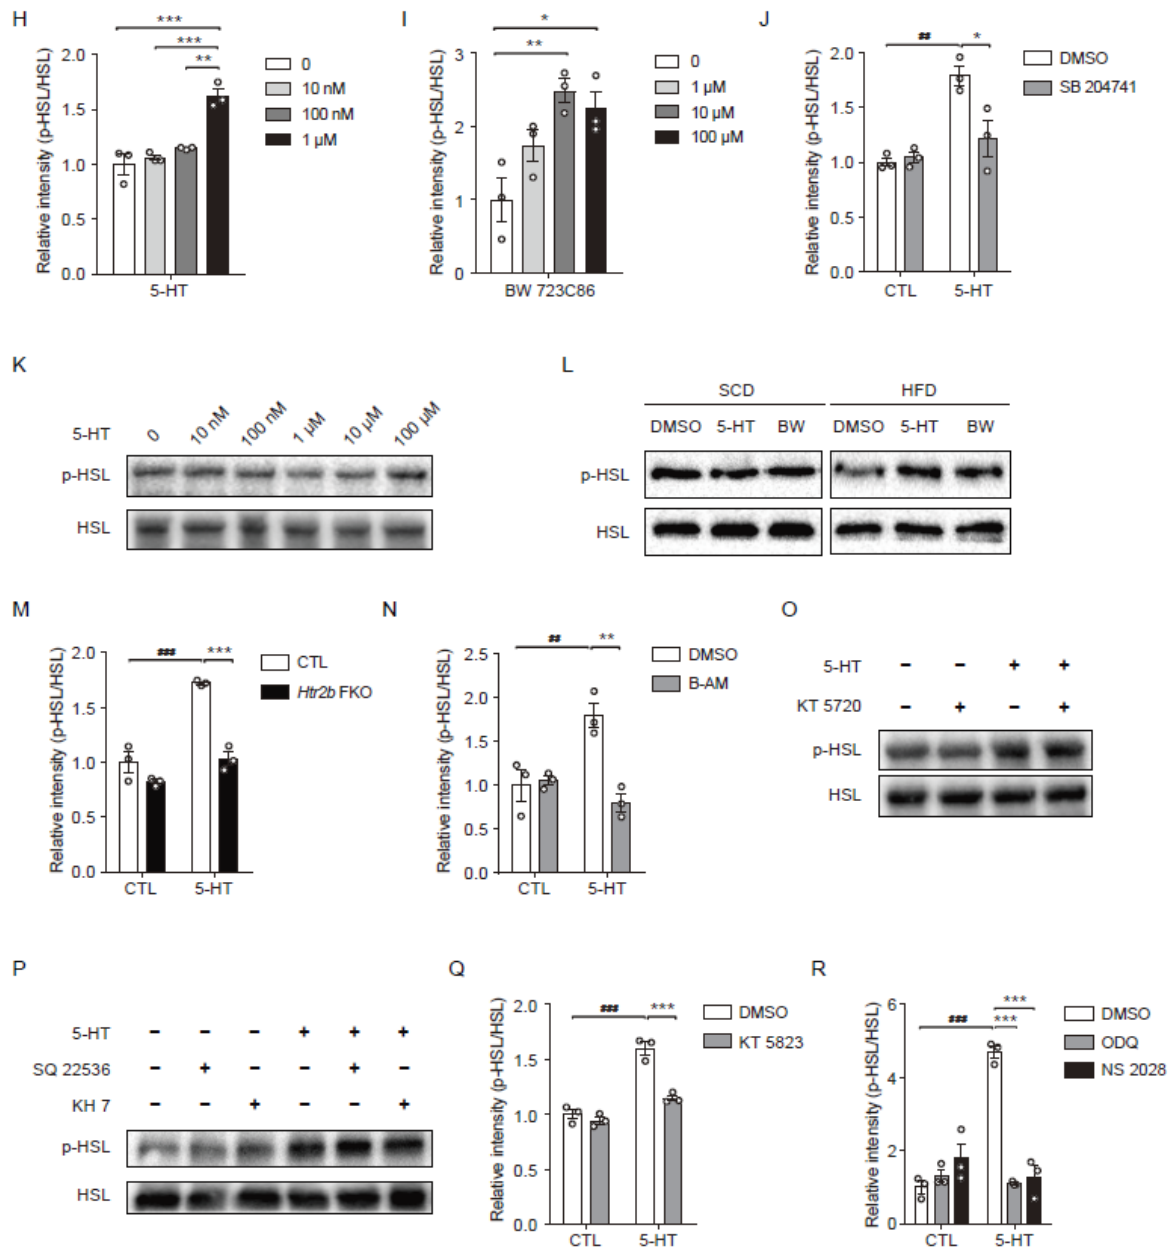 H
Relative intensity (p-HSL/HSL)
2.0
1.5
1.0
0.5
0.0
***
***
**
5-HT
0
10 nM
100 nM
1 µM
I
Relative intensity (p-HSL/HSL)
3
2
1
0
*
**
BW 723C86
0
1 µM
10 µM
100 µM
J
Relative intensity (p-HSL/HSL)
2.0
1.5
1.0
0.5
0.0
##
*
CTL 5-HT
DMSO
SB 204741
K
5-HT 0 10 nM 100 nM 1 µM 10 µM 100 µM
p-HSL
HSL
L
SCD HFD
DMSO 5-HT BW DMSO 5-HT BW
p-HSL
HSL
M
Relative intensity (p-HSL/HSL)
2.0
1.5
1.0
0.5
0.0
###
***
CTL 5-HT
CTL
Htr2b FKO
N
Relative intensity (p-HSL/HSL)
2.5
2.0
1.5
1.0
0.5
0.0
##
**
CTL 5-HT
DMSO
B-AM
O
5-HT – – + +
KT 5720 – + – +
p-HSL
HSL
P
5-HT – – – + + +
SQ 22536 – + – – + –
KH 7 – – + – – +
p-HSL
HSL
Q
Relative intensity (p-HSL/HSL)
2.0
1.5
1.0
0.5
0.0
###
***
CTL 5-HT
DMSO
KT 5823
R
Relative intensity (p-HSL/HSL)
6
4
2
0
###
***
***
CTL 5-HT
DMSO
ODQ
NS 2028